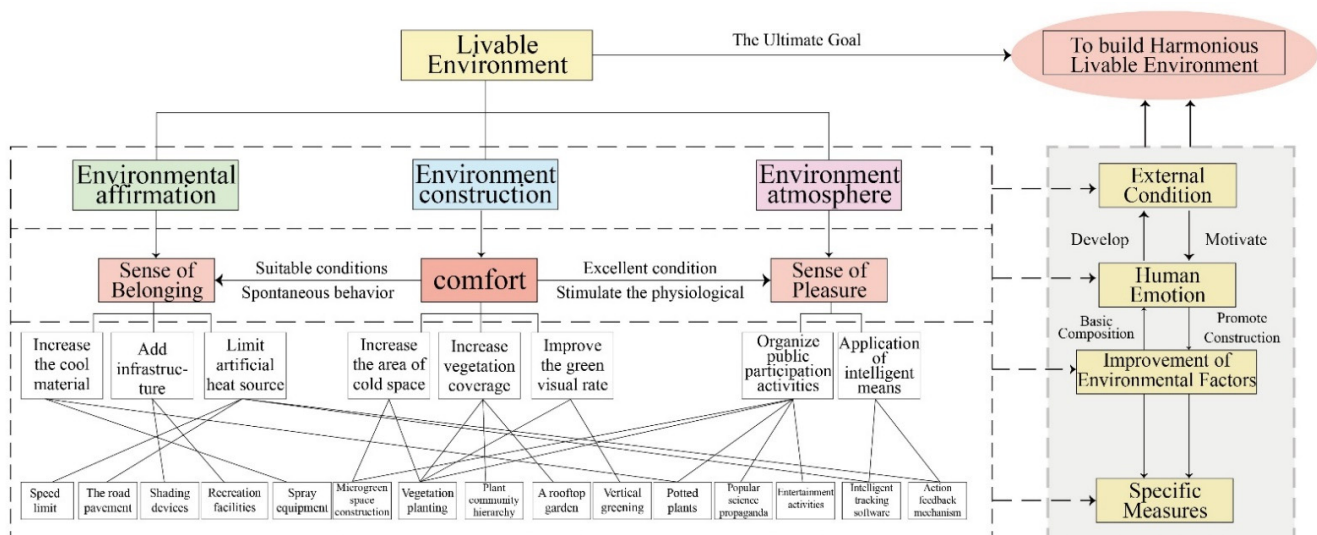 Livable
Environment
The Ultimate Goal
To build Harmonious
Livable Environment
Environmental
affirmation
Environment
construction
Environment
atmosphere
External
Condition
Develop
Motivate
Sense of
Belonging
Suitable conditions
Spontaneous behavior
comfort
Excellent condition
Stimulate the physiological
Sense of
Pleasure
Human
Emotion
Basic
Composition
Promote
Construction
Increase
the cool
material
Add
infrastruc-
ture
Limit
artificial
heat source
Increase
the area of
cold space
Increase
vegetation
coverage
Improve
the green
visual rate
Organize
public
participation
activities
Application
of intelligent
means
Improvement of
Environmental Factors
Speed
limit
The road
pavement
Shading
devices
Recreation
facilities
Spray
equipment
Microgreen
space
construction
Vegetation
planting
Plant
community
hierarchy
A rooftop
garden
Vertical
greening
Potted
plants
Popular
science
propaganda
Entertainment
activities
Intelligent
tracking
software
Action
feedback
mechanism
Specific
Measures